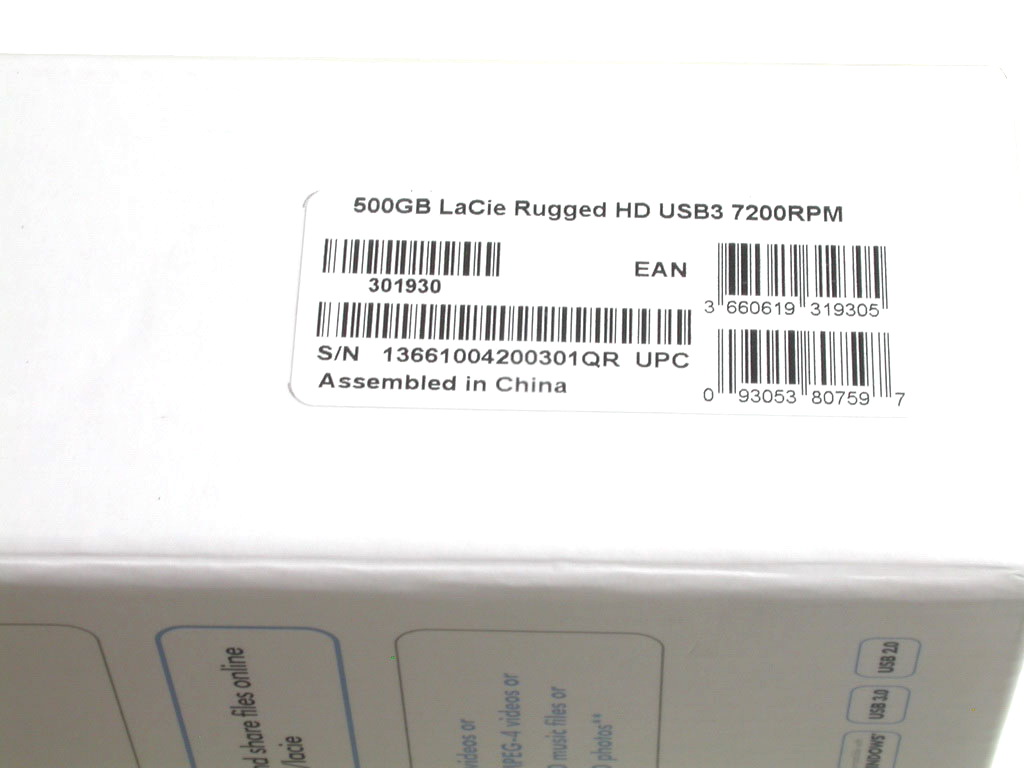 500GB LaCie Rugged HD USB3 7200RPM
301930
EAN
3 660619 319305
S/N 13661004200301QR UPC
Assembled in China
0 93053 80759 7
share files online
/lacie
videos or
MPEG-4 videos or
music files or
photos**
USB 2.0
USB 3.0